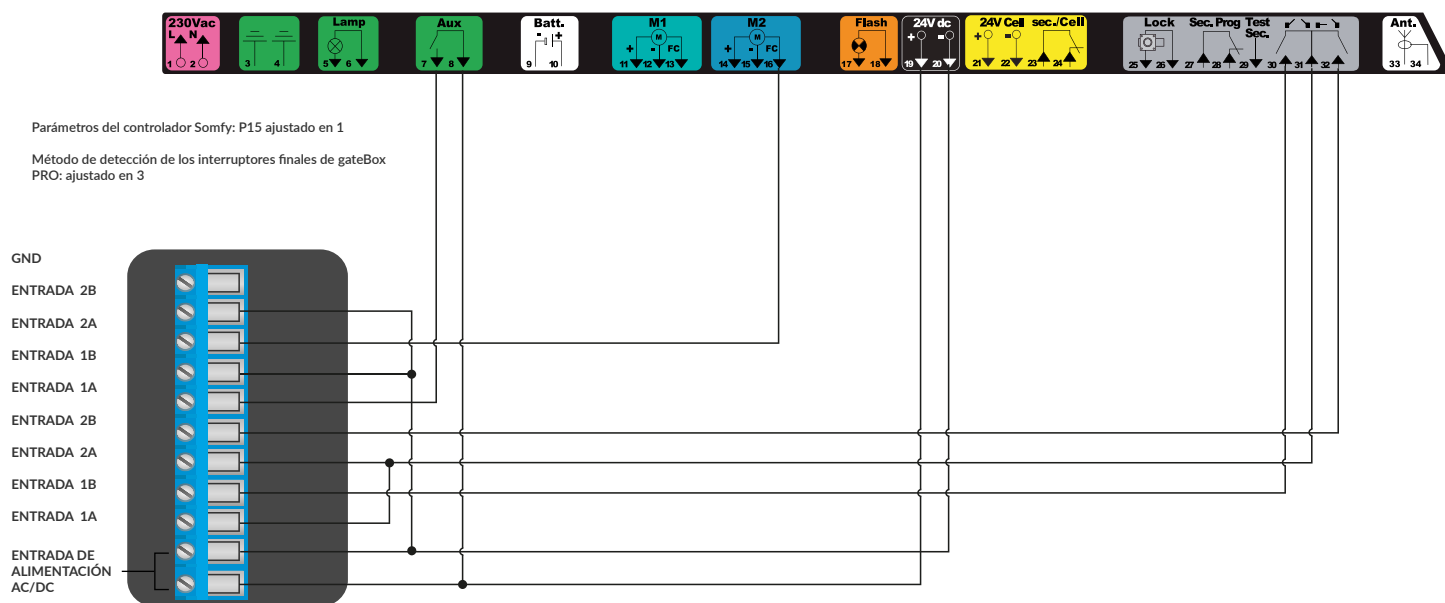 230Vac Lamp Aux Batt. M1 M2 Flash 24V dc 24V Cell sec./Cell Lock Sec. Prog Test Sec. Ant.
L N M M
+ - FC + - FC + - + -
1 2 3 4 5 6 7 8 9 10 11 12 13 14 15 16 17 18 19 20 21 22 23 24 25 26 27 28 29 30 31 32 33 34
Parámetros del controlador Somfy: P15 ajustado en 1
Método de detección de los interruptores finales de gateBox
PRO: ajustado en 3
GND
ENTRADA 2B
ENTRADA 2A
ENTRADA 1B
ENTRADA 1A
ENTRADA 2B
ENTRADA 2A
ENTRADA 1B
ENTRADA 1A
ENTRADA DE
ALIMENTACIÓN
AC/DC